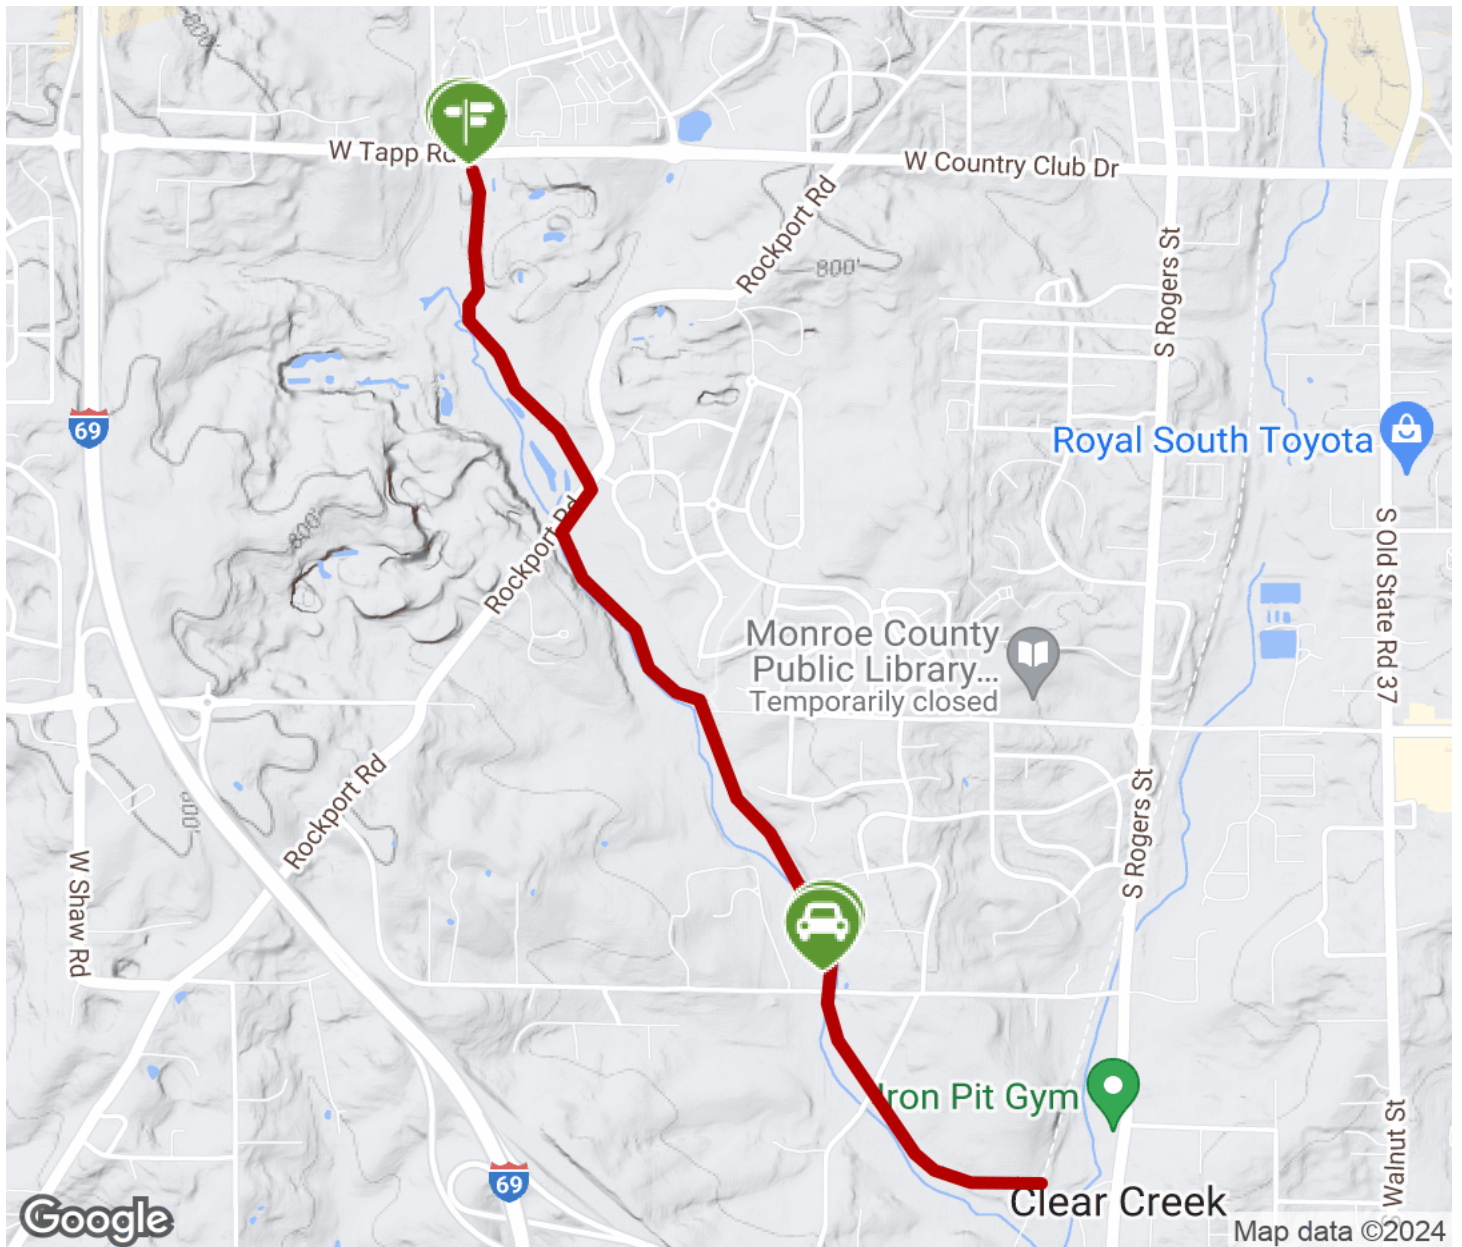 800'
W Tapp Rd
W Country Club Dr
Rockport Rd
800'
S Rogers St
69
Royal South Toyota
800'
Rockport Rd
S Old State Rd 37
Monroe County
Public Library...
Temporarily closed
Rockport Rd
800'
S Rogers St
W Shaw Rd
Iron Pit Gym
69
S Walnut St
Clear Creek
Google
Map data ©2024